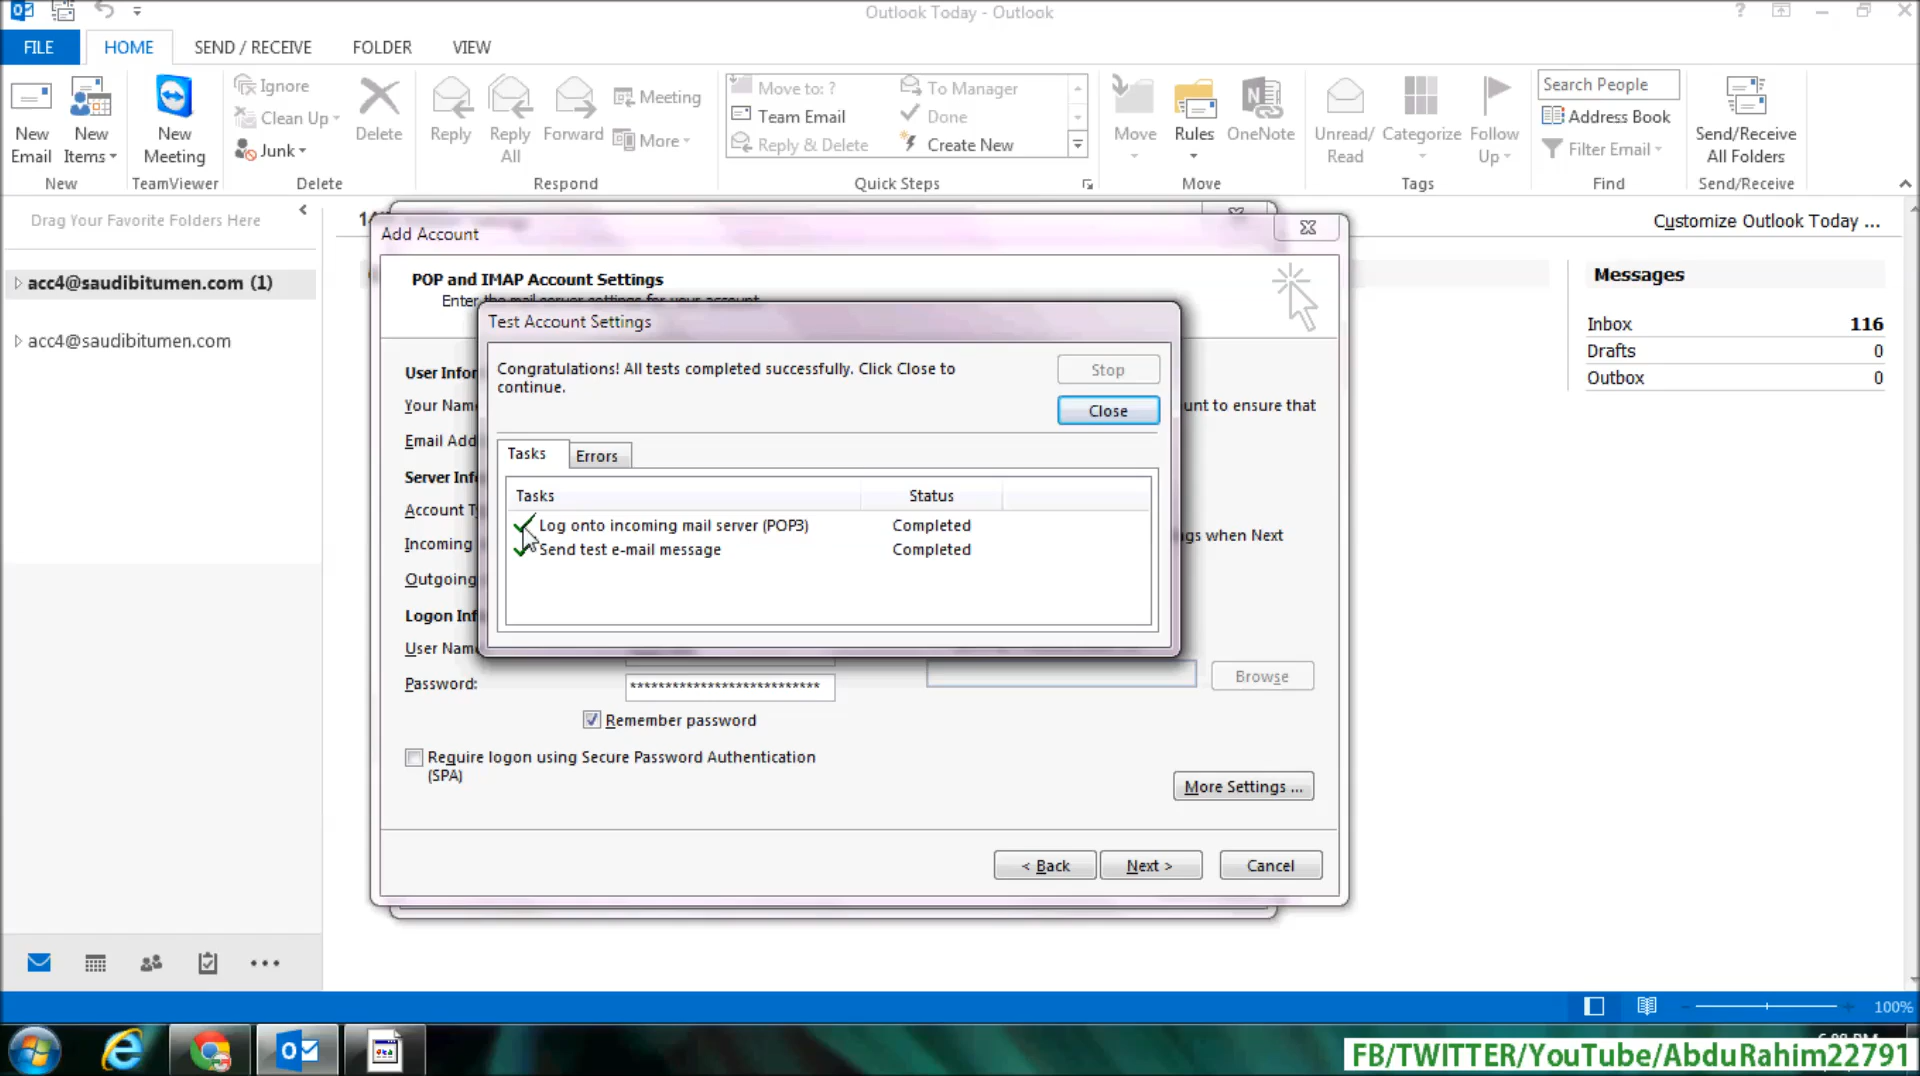 Outlook Today - Outlook
FILE HOME SEND / RECEIVE FOLDER VIEW
New Email
New Items
New Meeting
Ignore
Clean Up
Junk
Delete
Reply
Reply All
Forward
Meeting
More
Move to: ?
Team Email
Reply & Delete
To Manager
Done
Create New
Move
Rules
OneNote
Unread/ Read
Categorize
Follow Up
Search People
Address Book
Filter Email
Send/Receive All Folders
New
TeamViewer
Delete
Respond
Quick Steps
Move
Tags
Find
Send/Receive
Drag Your Favorite Folders Here
acc4@saudibitumen.com (1)
acc4@saudibitumen.com
Customize Outlook Today ...
Messages
Inbox 116
Drafts 0
Outbox 0
Add Account
POP and IMAP Account Settings
Enter the mail server settings for your account.
Test Account Settings
Congratulations! All tests completed successfully. Click Close to
continue.
Stop
Close
Tasks Errors
Tasks Status
Log onto incoming mail server (POP3) Completed
Send test e-mail message Completed
Your Nam
unt to ensure that
Email Add
Server Inf
Account T
Incoming
gs when Next
Outgoing
User Nam
Password: ***************************
Browse
Remember password
Require logon using Secure Password Authentication
(SPA)
More Settings ...
< Back Next > Cancel
100%
FB/TWITTER/YouTube/AbduRahim22791